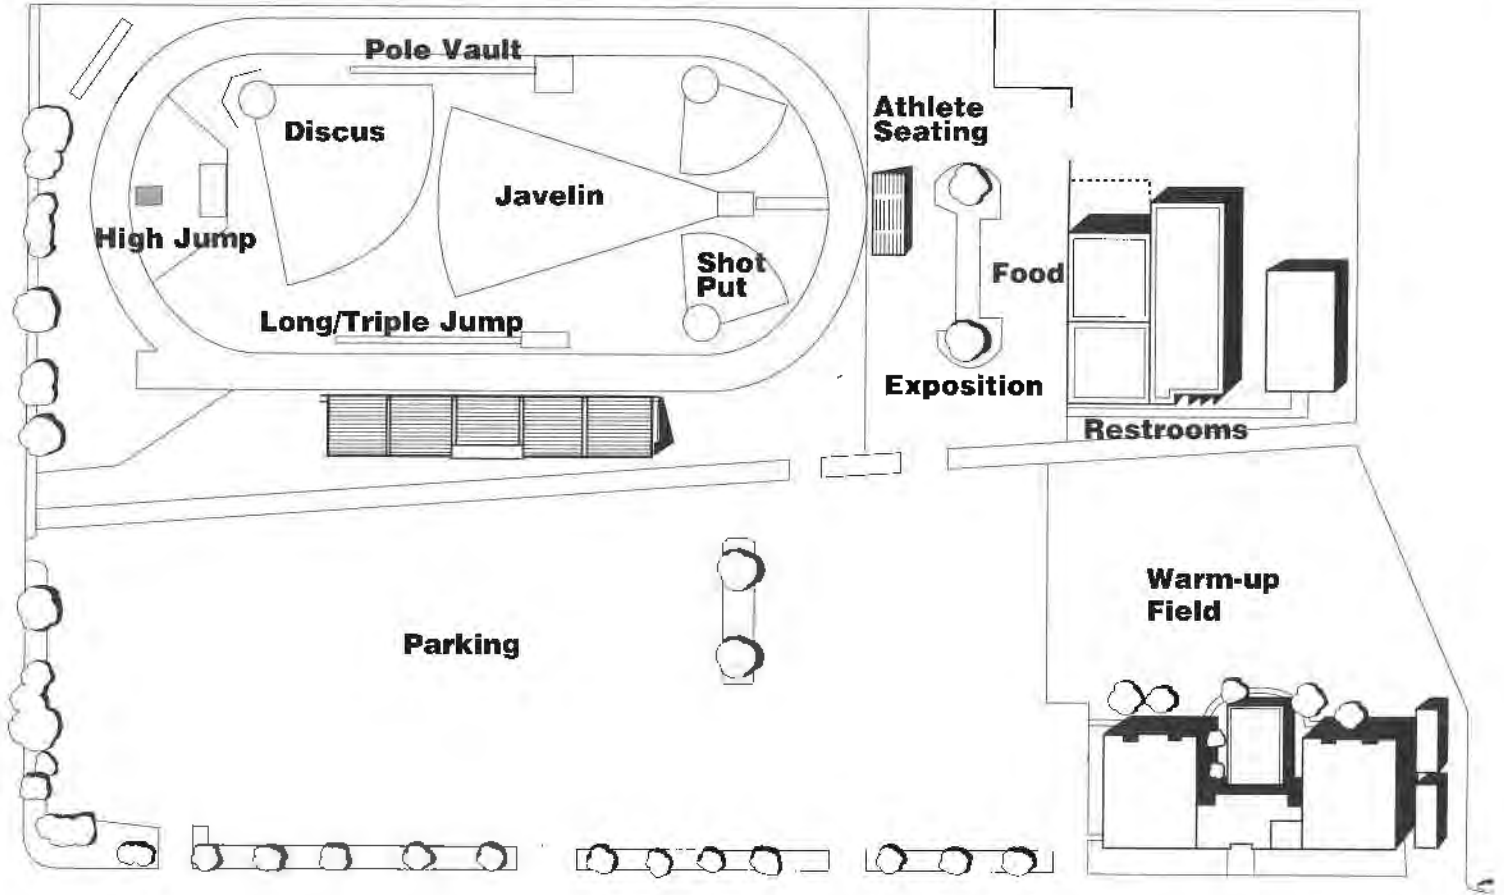 Pole Vault
Athlete
Seating
Discus
Javelin
High Jump
Shot
Put
Food
Long/Triple Jump
Exposition
Restrooms
Warm-up
Field
Parking